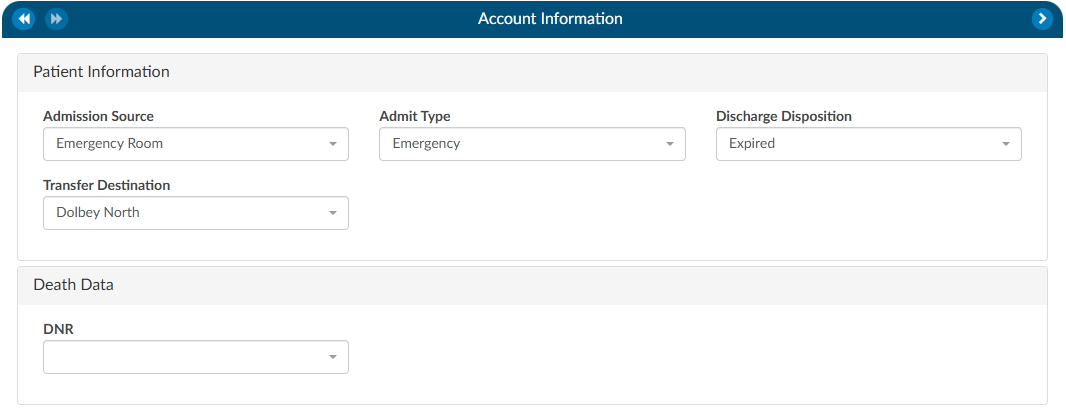 Account Information
Patient Information
Admission Source Admit Type Discharge Disposition
Emergency Room Emergency Expired
Transfer Destination
Dolbey North
Death Data
DNR